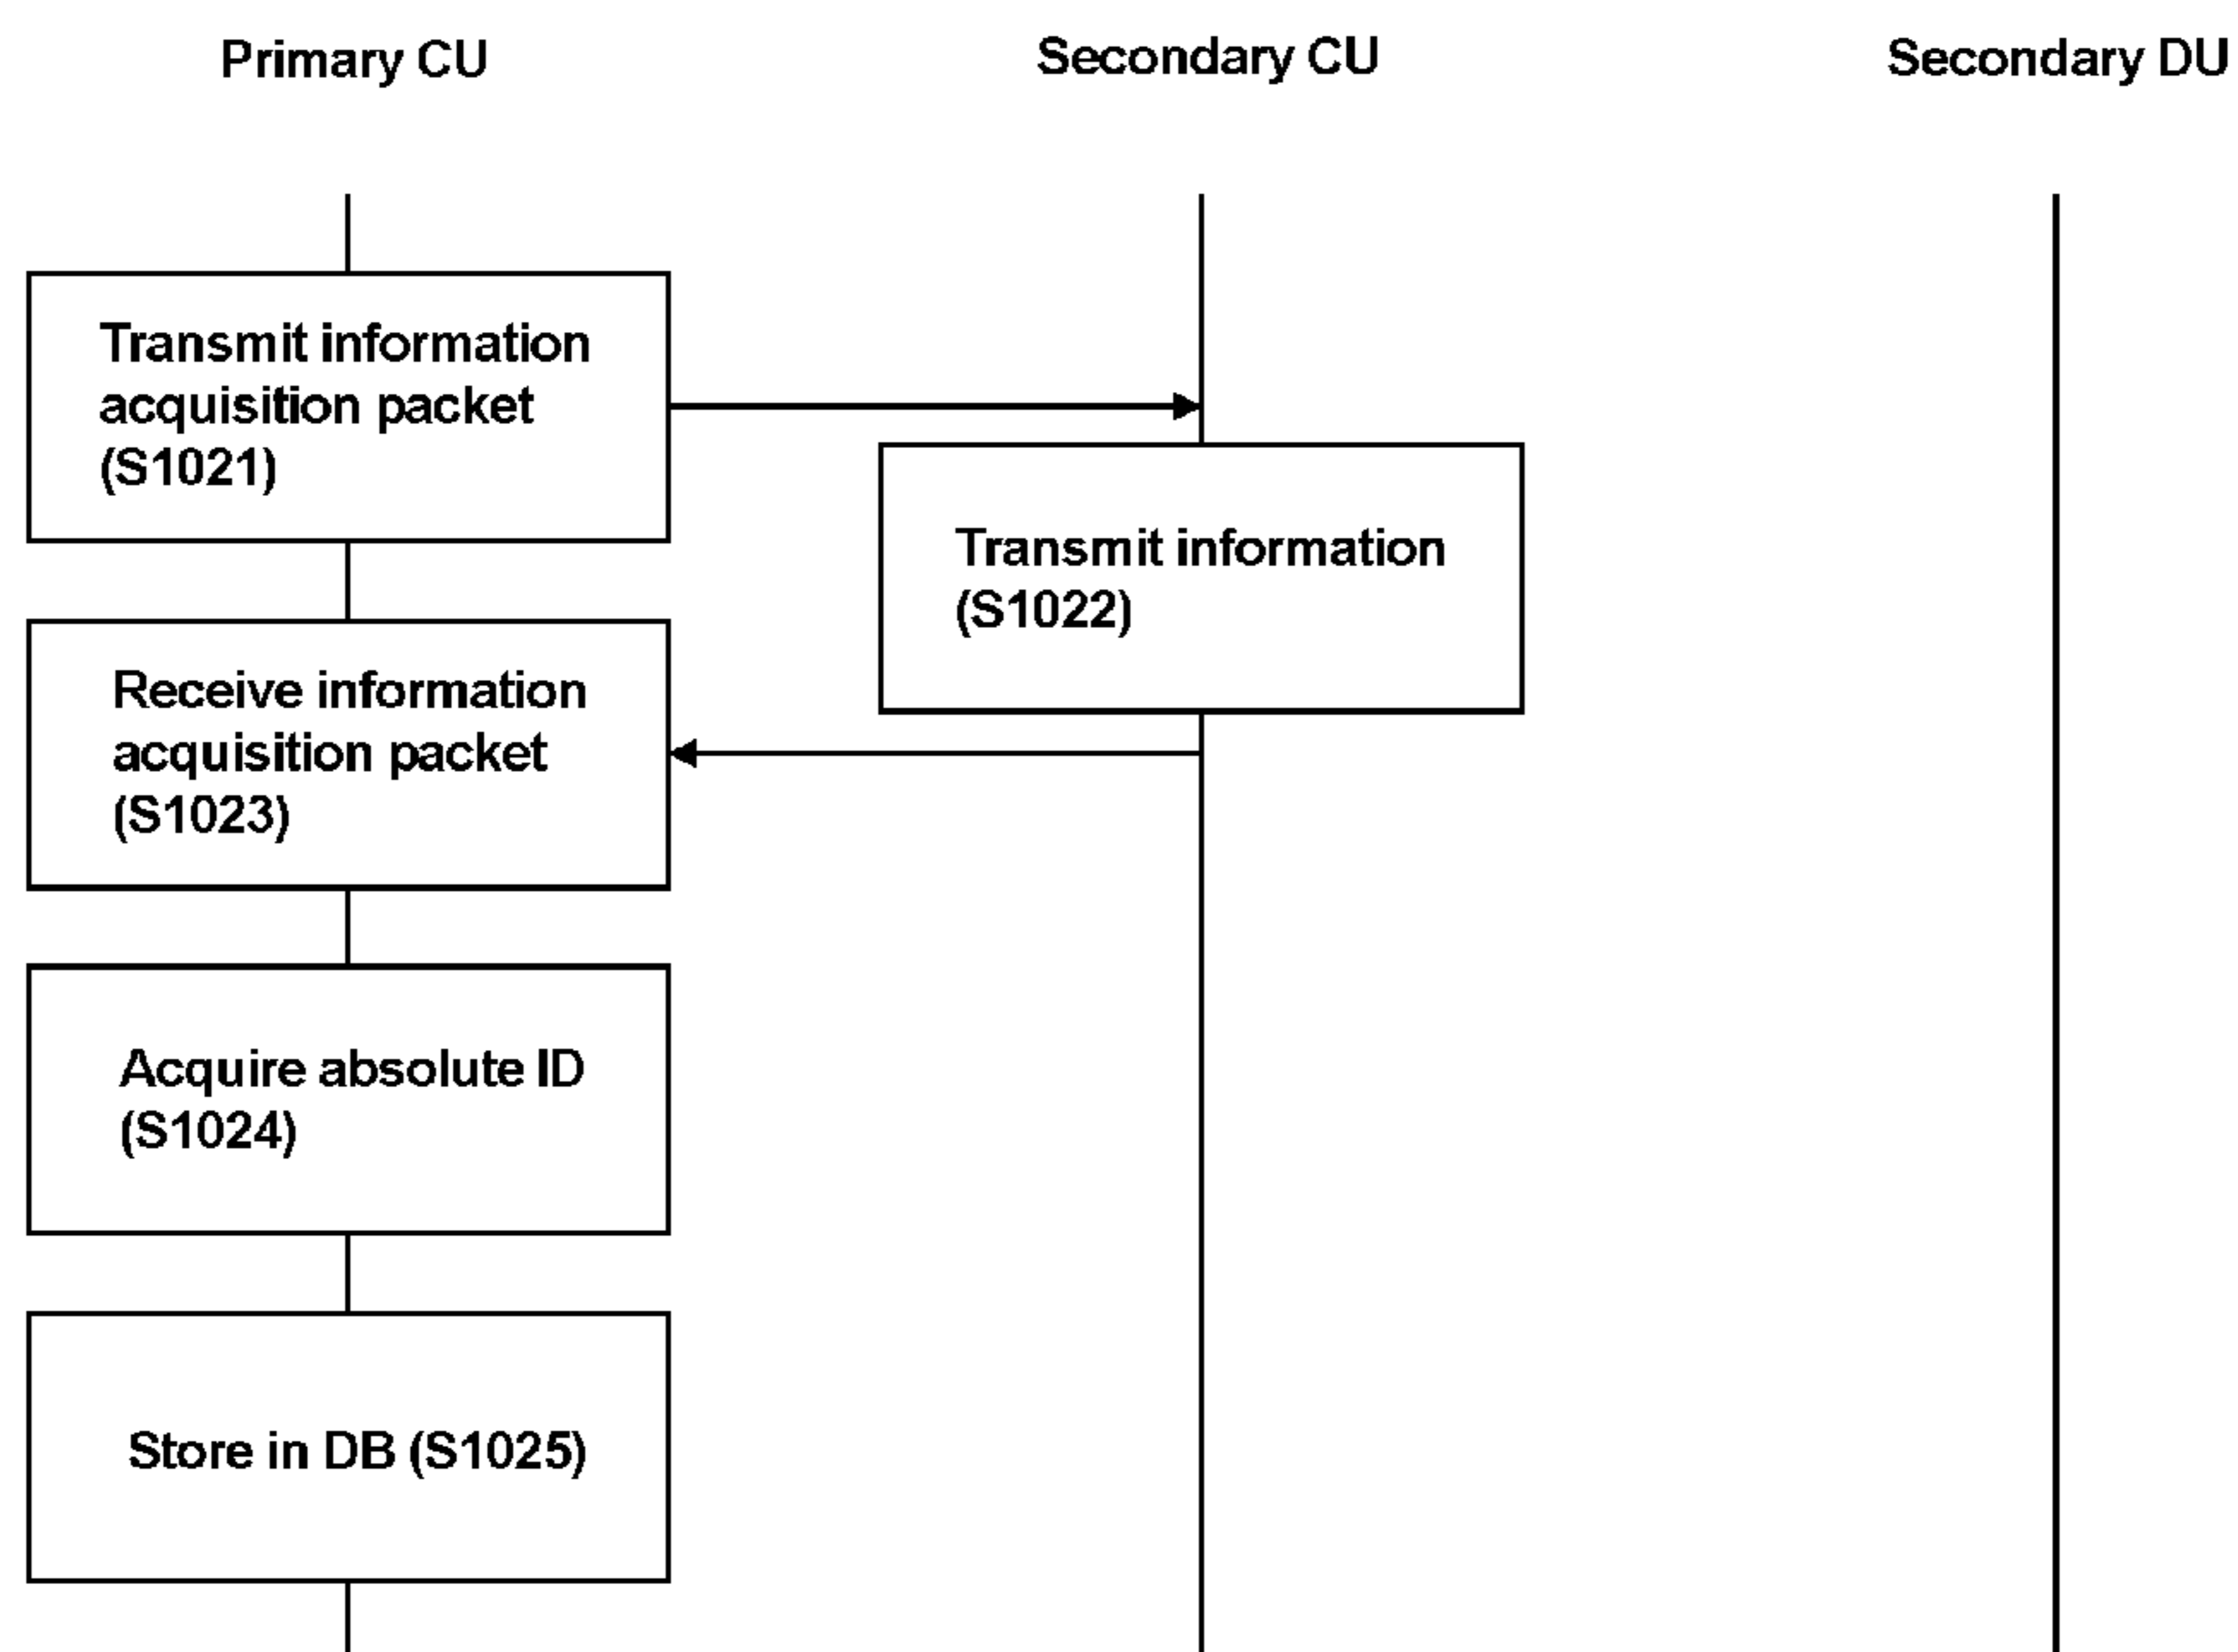 Primary CU
Secondary CU
Secondary DU
Transmit information
acquisition packet
(S1021)
Transmit information
(S1022)
Receive information
acquisition packet
(S1023)
Acquire absolute ID
(S1024)
Store in DB (S1025)